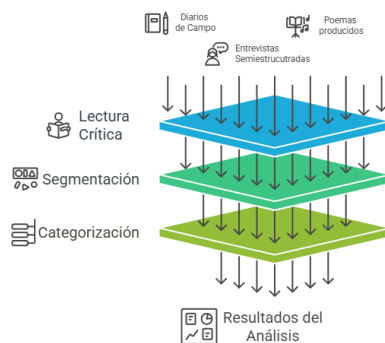 Diarios
de Campo
Poemas
producidos
Entrevistas
Semiestrucutradas
Lectura
Crítica
Segmentación
Categorización
Resultados del
Análisis